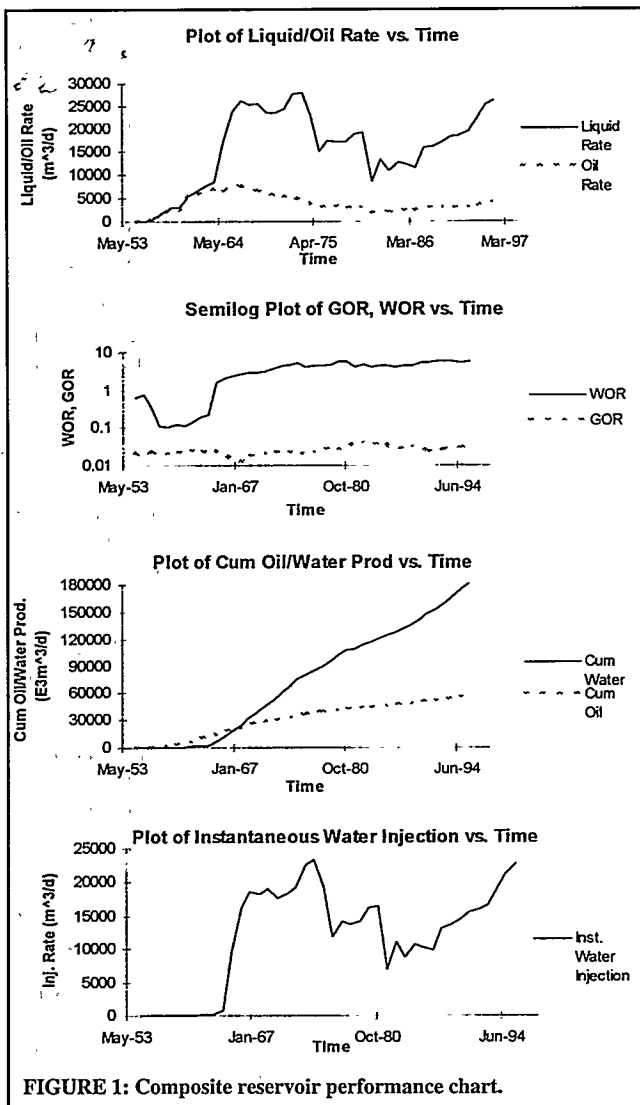 Plot of Liquid/Oil Rate vs. Time
Liquid/Oil Rate
(m^3/d)
30000
25000
20000
15000
10000
5000
0
May-53
May-64
Apr-75
Mar-86
Mar-97
Time
Liquid
Rate
Oil
Rate
Semilog Plot of GOR, WOR vs. Time
WOR, GOR
10
1
0.1
0.01
May-53
Jan-67
Oct-80
Jun-94
Time
WOR
GOR
Plot of Cum Oil/Water Prod vs. Time
Cum Oil/Water Prod.
(E3m^3/d)
180000
150000
120000
90000
60000
30000
0
May-53
Jan-67
Oct-80
Jun-94
Time
Cum
Water
Cum
Oil
Plot of Instantaneous Water Injection vs. Time
Inj. Rate (m^3/d)
25000
20000
15000
10000
5000
0
May-53
Jan-67
Oct-80
Jun-94
Time
Inst.
Water
Injection
FIGURE 1: Composite reservoir performance chart.